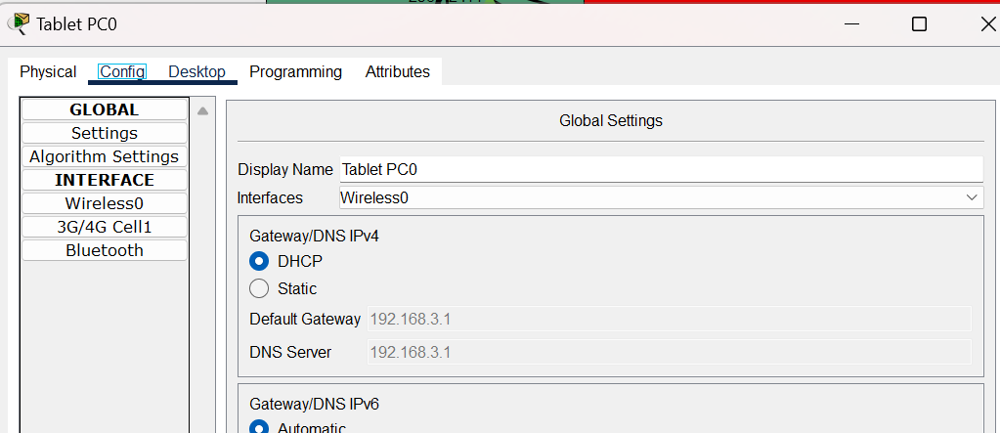 Tablet PC0
Physical Config Desktop Programming Attributes
GLOBAL
Settings
Algorithm Settings
INTERFACE
Wireless0
3G/4G Cell1
Bluetooth
Global Settings
Display Name Tablet PC0
Interfaces Wireless0
Gateway/DNS IPv4
DHCP
Static
Default Gateway 192.168.3.1
DNS Server 192.168.3.1
Gateway/DNS IPv6
Automatic